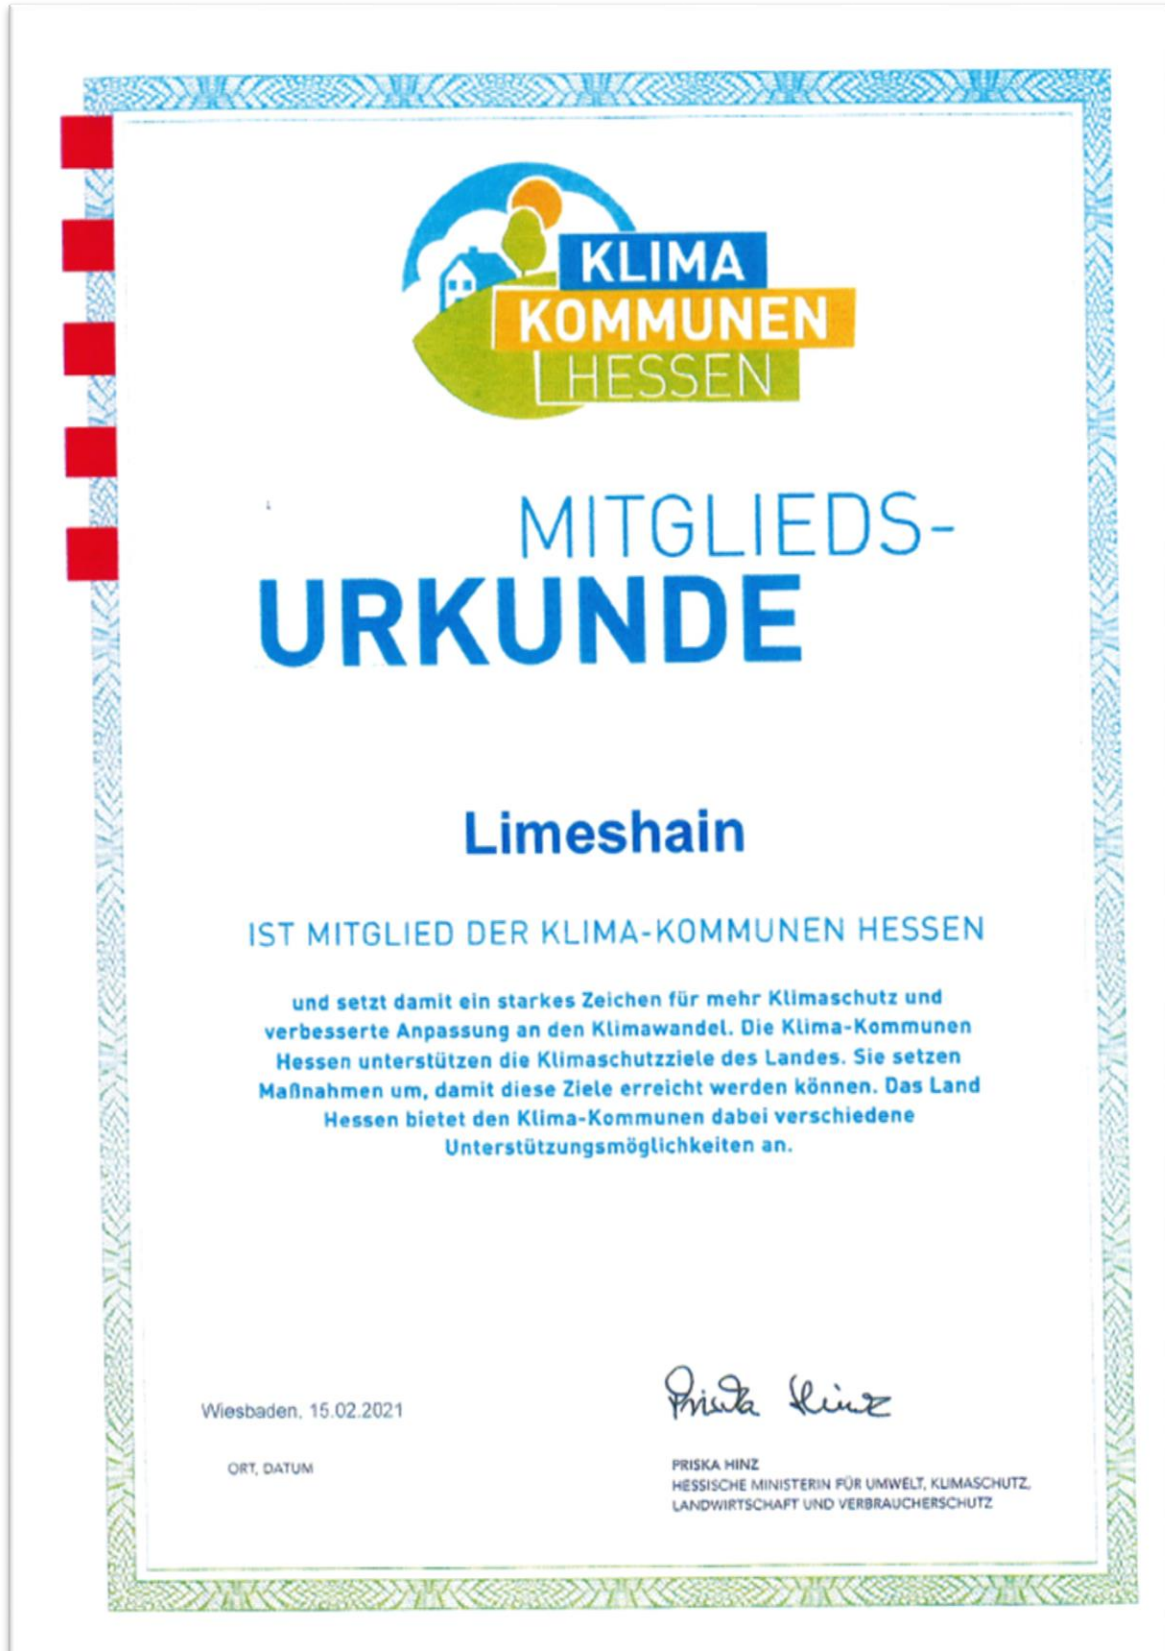 KLIMA
KOMMUNEN
HESSEN
MITGLIEDS-
URKUNDE
Limeshain
IST MITGLIED DER KLIMA-KOMMUNEN HESSEN
und setzt damit ein starkes Zeichen für mehr Klimaschutz und
verbesserte Anpassung an den Klimawandel. Die Klima-Kommunen
Hessen unterstützen die Klimaschutzziele des Landes. Sie setzen
Maßnahmen um, damit diese Ziele erreicht werden können. Das Land
Hessen bietet den Klima-Kommunen dabei verschiedene
Unterstützungsmöglichkeiten an.
Wiesbaden, 15.02.2021
ORT, DATUM
Priska Hinz
PRISKA HINZ
HESSISCHE MINISTERIN FÜR UMWELT, KLIMASCHUTZ,
LANDWIRTSCHAFT UND VERBRAUCHERSCHUTZ